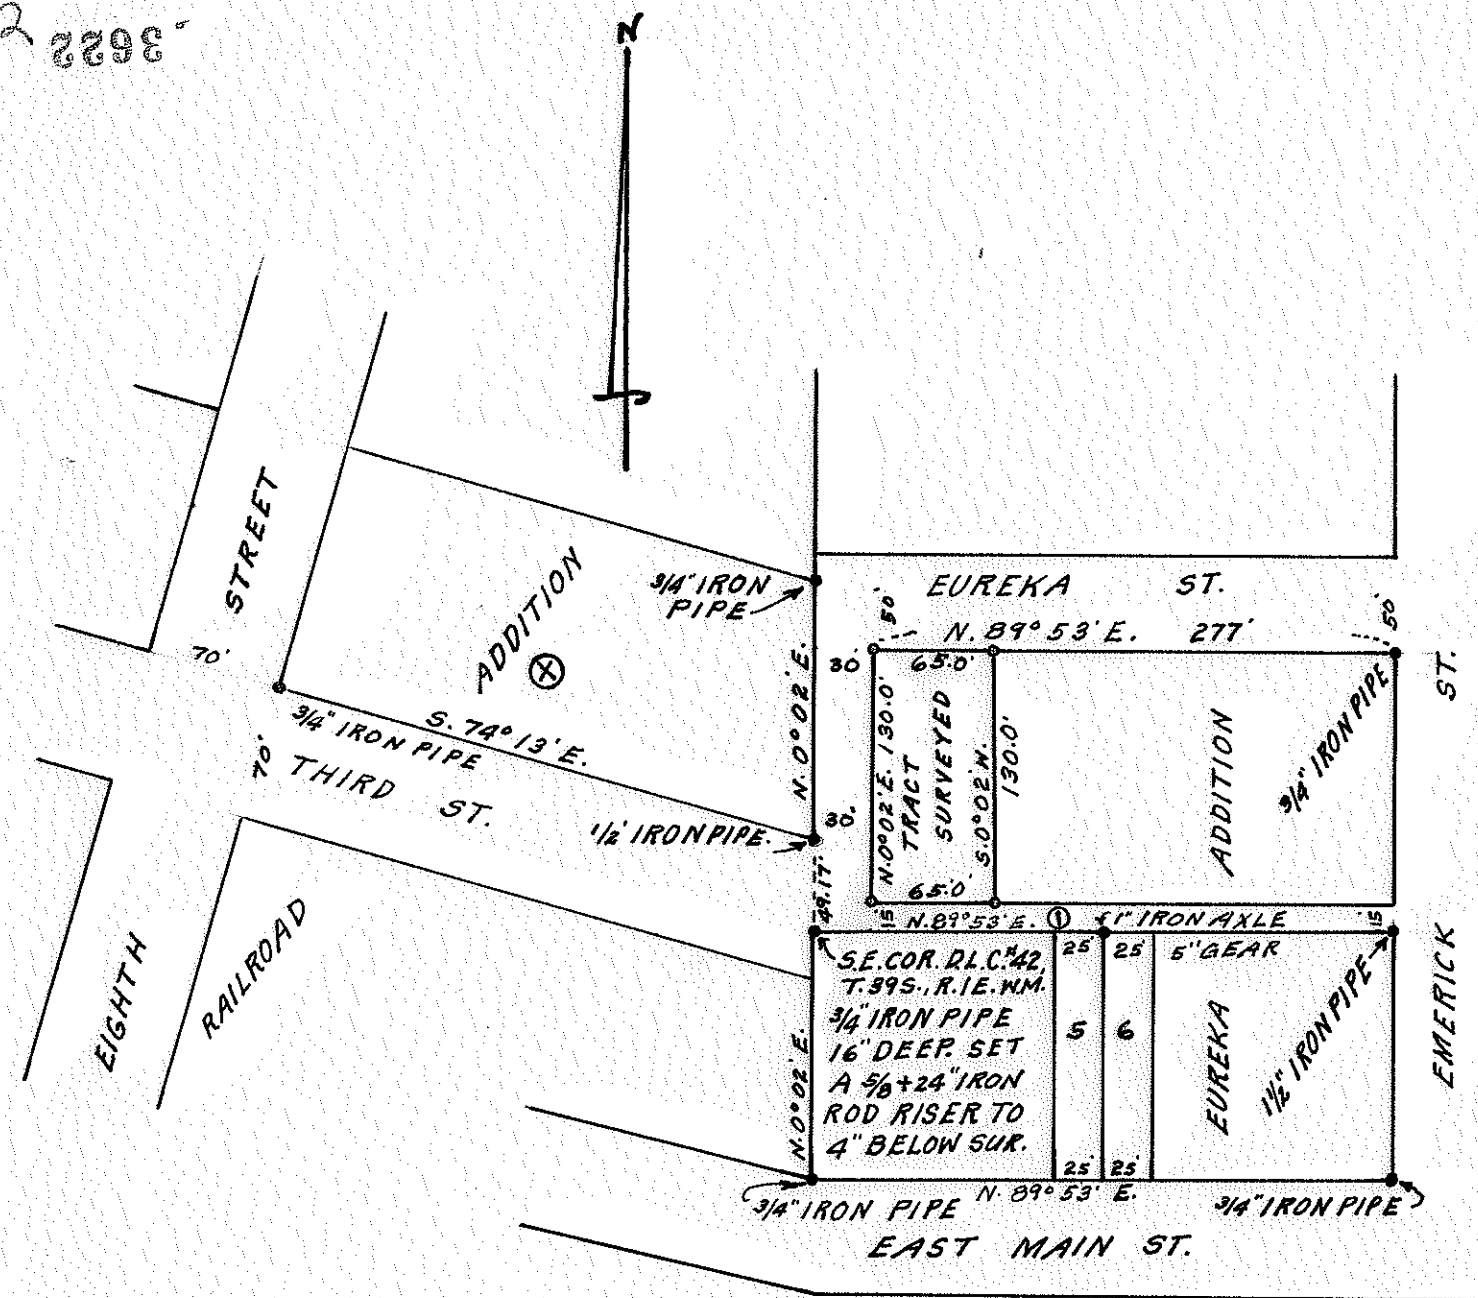 3622
N
STREET
ADDITION
X
3/4" IRON
PIPE
EUREKA ST.
50'
50'
N. 89° 53' E. 277'
70'
30'
65.0'
N. 0° 02' E.
N. 0° 02' E. 130.0'
TRACT
SURVEYED
S. 0° 02' W.
130.0'
ADDITION
3/4" IRON PIPE
ST.
3/4" IRON PIPE
S. 74° 13' E.
70'
THIRD ST.
1/2" IRON PIPE.
30'
49.17'
65.0'
15'
N. 89° 53' E. 1 1" IRON AXLE
15'
25' 25' 5" GEAR
S.E. COR. D.L.C. #42,
T. 39 S., R. 1 E. W.M.
3/4" IRON PIPE
16" DEEP. SET
A 5/8 + 24" IRON
ROD RISER TO
4" BELOW SUR.
5 6
EUREKA
1 1/2" IRON PIPE
EMERICK
EIGHTH
RAILROAD
N. 0° 02' E.
25' 25'
N. 89° 53' E.
3/4" IRON PIPE
3/4" IRON PIPE
EAST MAIN ST.